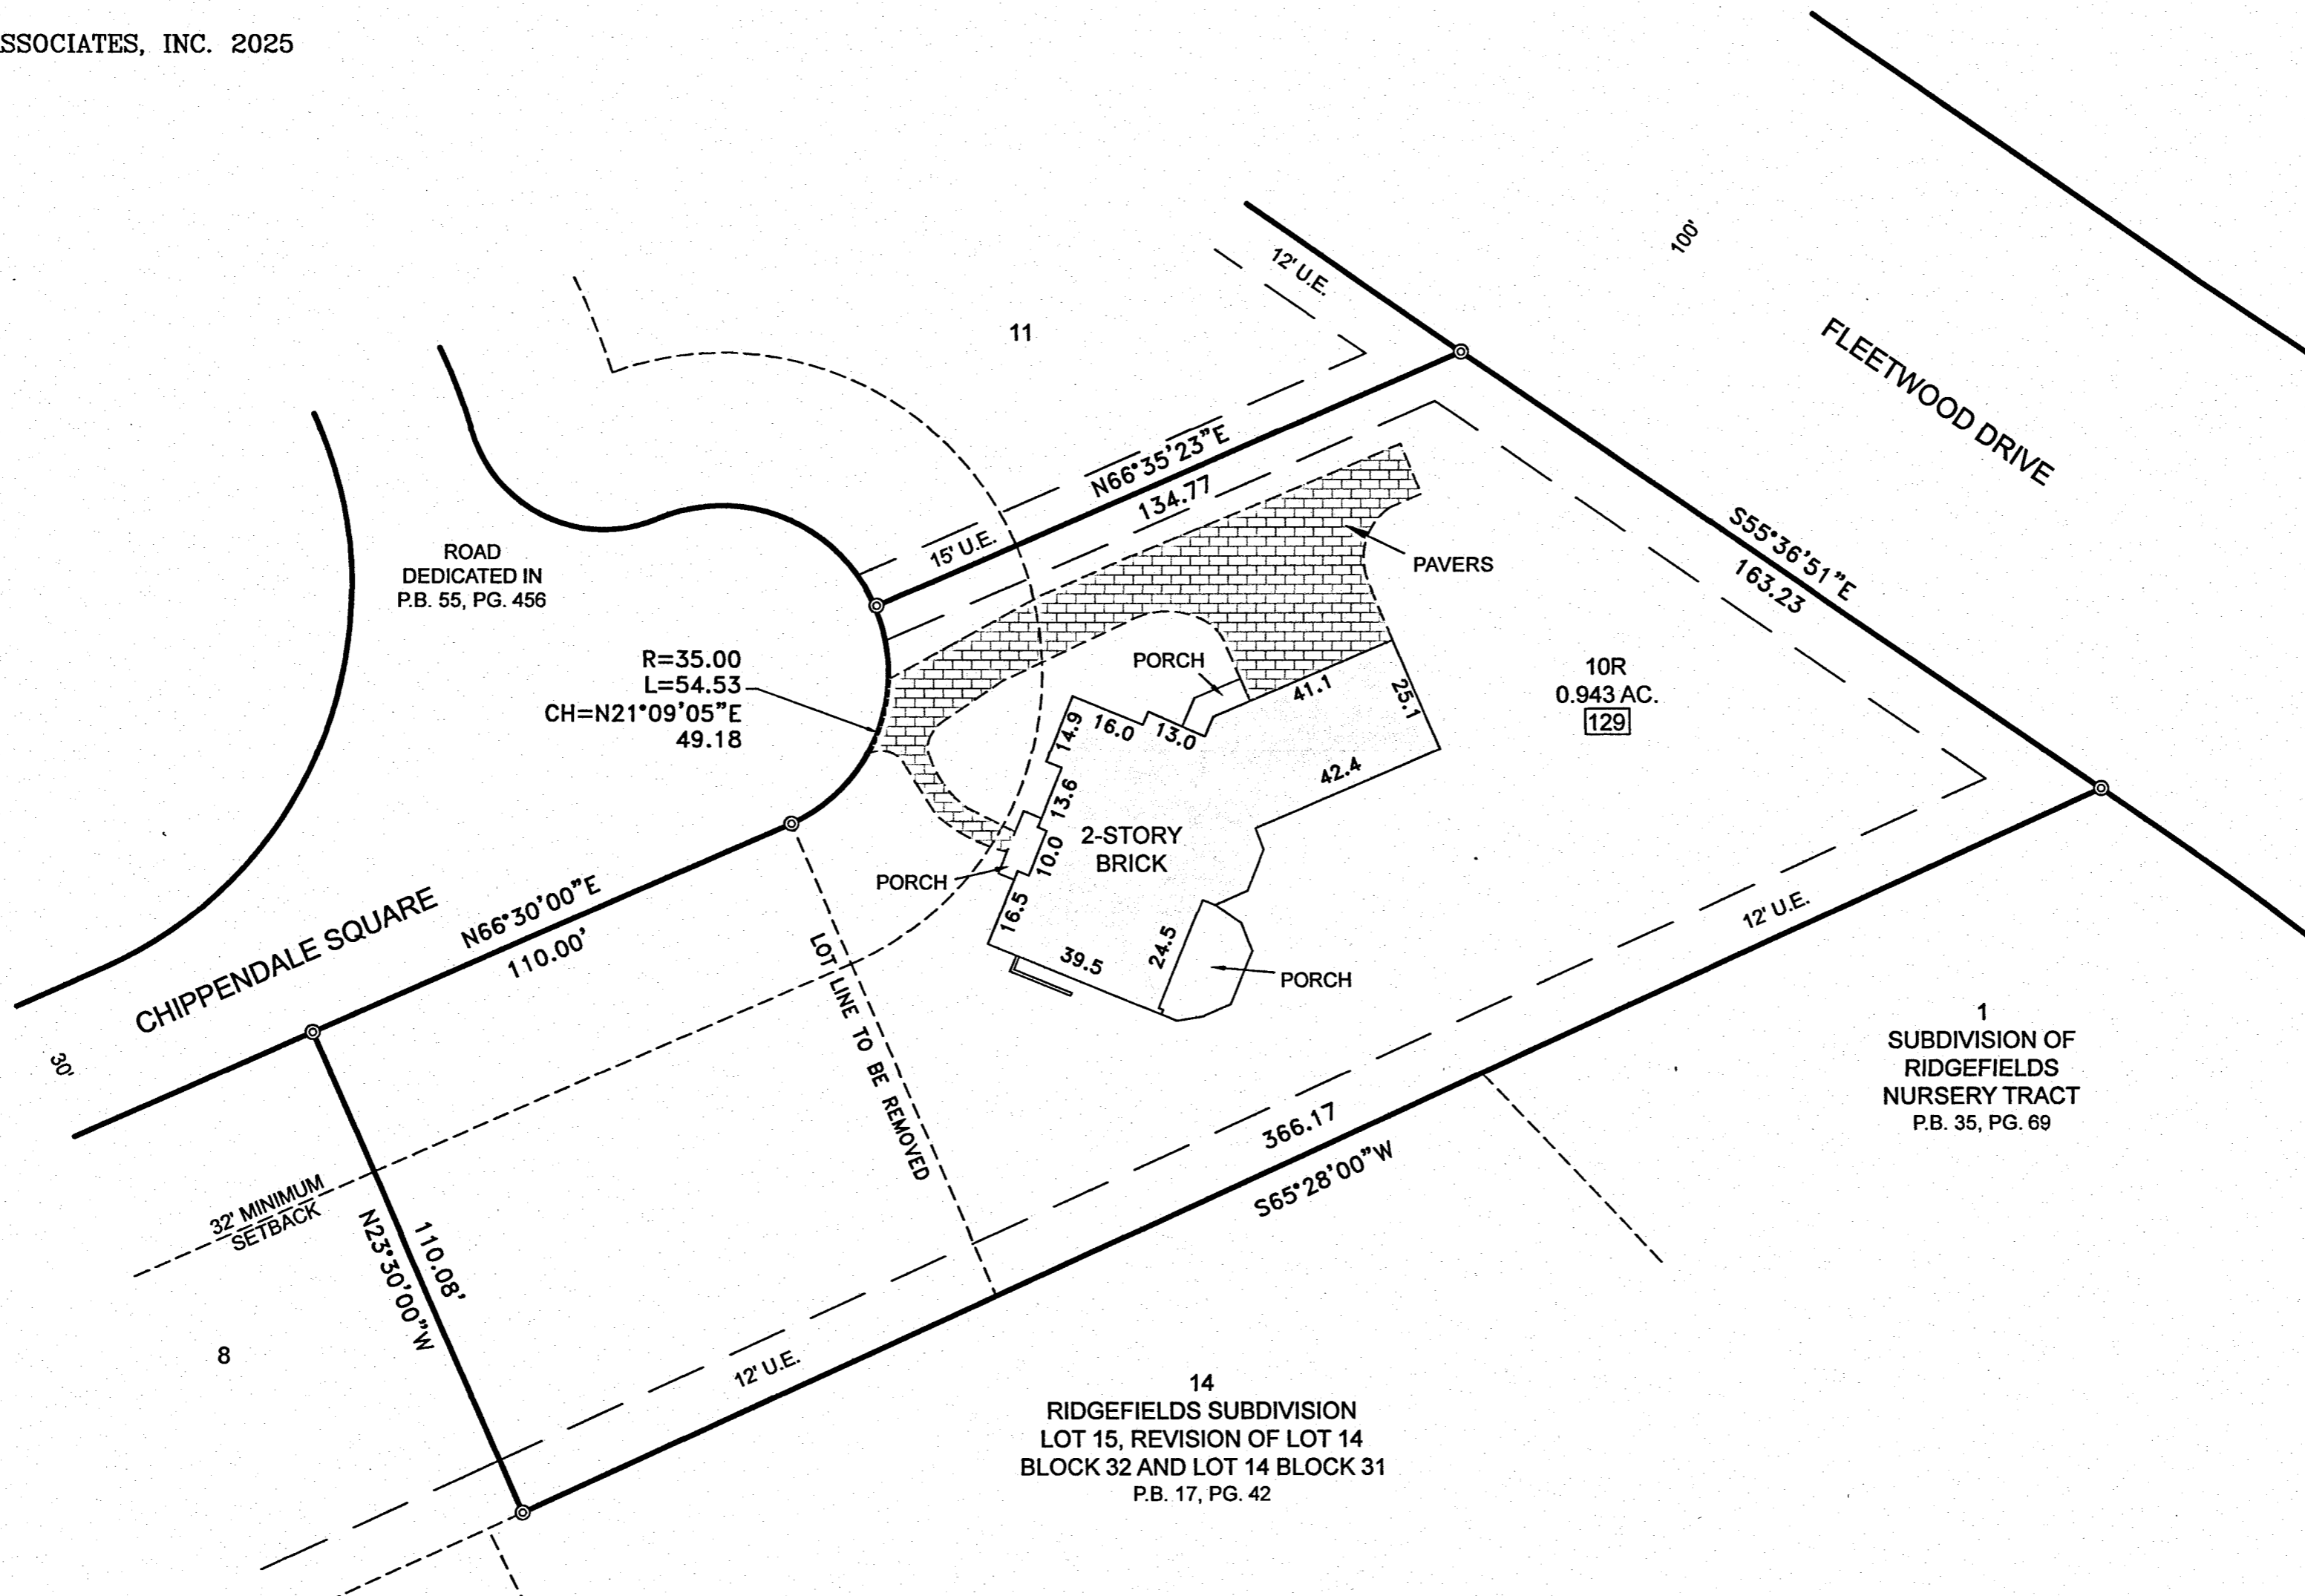 SSOCIATES, INC. 2025
12' U.E.
100'
FLEETWOOD DRIVE
11
N66°35'23"E
134.77
15' U.E.
ROAD
DEDICATED IN
P.B. 55, PG. 456
S55°36'51"E
163.23
PAVERS
R=35.00
L=54.53
CH=N21°09'05"E
49.18
PORCH
41.1
25.1
10R
0.943 AC.
129
14.9
16.0
13.0
42.4
13.6
2-STORY
BRICK
10.0
PORCH
16.5
39.5
24.5
PORCH
12' U.E.
CHIPPENDALE SQUARE
N66°30'00"E
110.00'
LOT LINE TO BE REMOVED
30'
1
SUBDIVISION OF
RIDGEFIELDS
NURSERY TRACT
P.B. 35, PG. 69
366.17
S65°28'00"W
32' MINIMUM
SETBACK
110.08'
N23°30'00"W
8
12' U.E.
14
RIDGEFIELDS SUBDIVISION
LOT 15, REVISION OF LOT 14
BLOCK 32 AND LOT 14 BLOCK 31
P.B. 17, PG. 42